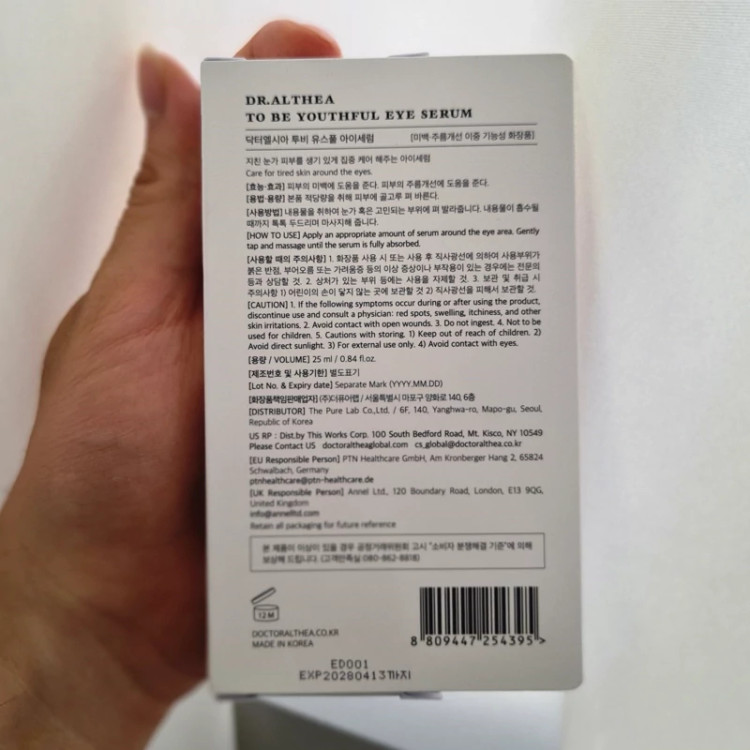 DR.ALTHEA
TO BE YOUTHFUL EYE SERUM
닥터엘시아 투비 유스풀 아이세럼 [미백·주름개선 이중 기능성 화장품]
지친 눈가 피부를 생기 있게 집중 케어 해주는 아이세럼
Care for tired skin around the eyes.
[효능·효과] 피부의 미백에 도움을 준다. 피부의 주름개선에 도움을 준다.
[용법·용량] 본품 적당량을 취해 피부에 골고루 펴 바른다.
[사용방법] 내용물을 취하여 눈가 혹은 고민되는 부위에 펴 발라줍니다. 내용물이 흡수될
때까지 톡톡 두드리며 마사지해 줍니다.
[HOW TO USE] Apply an appropriate amount of serum around the eye area. Gently
tap and massage until the serum is fully absorbed.
[사용할 때의 주의사항] 1. 화장품 사용 시 또는 사용 후 직사광선에 의하여 사용부위가
붉은 반점, 부어오름 또는 가려움증 등의 이상 증상이나 부작용이 있는 경우에는 전문의
등과 상담할 것. 2. 상처가 있는 부위 등에는 사용을 자제할 것. 3. 보관 및 취급 시
주의사항 1) 어린이의 손이 닿지 않는 곳에 보관할 것 2) 직사광선을 피해서 보관할 것.
[CAUTION] 1. If the following symptoms occur during or after using the product,
discontinue use and consult a physician: red spots, swelling, itchiness, and other
skin irritations. 2. Avoid contact with open wounds. 3. Do not ingest. 4. Not to be
used for children. 5. Cautions with storing. 1) Keep out of reach of children. 2)
Avoid direct sunlight. 3) For external use only. 4) Avoid contact with eyes.
[용량 / VOLUME] 25 ml / 0.84 fl.oz.
[제조번호 및 사용기한] 별도표기
[Lot No. & Expiry date] Separate Mark (YYYY.MM.DD)
[화장품책임판매업자] (주)더퓨어랩 / 서울특별시 마포구 양화로 140, 6층
[DISTRIBUTOR] The Pure Lab Co.,Ltd. / 6F, 140, Yanghwa-ro, Mapo-gu, Seoul,
Republic of Korea
US RP : Dist.by This Works Corp. 100 South Bedford Road, Mt. Kisco, NY 10549
Please Contact US doctoraltheaglobal.com cs_global@doctoralthea.co.kr
[EU Responsible Person] PTN Healthcare GmbH, Am Kronberger Hang 2, 65824
Schwalbach, Germany
ptnhealthcare@ptn-healthcare.de
[UK Responsible Person] Annel Ltd., 120 Boundary Road, London, E13 9QG,
United Kingdom
info@annelltd.com
Retain all packaging for future reference
본 제품에 이상이 있을 경우 공정거래위원회 고시 "소비자 분쟁해결 기준"에 의해
보상해 드립니다. (고객만족실:080-862-8818)
12 M
DOCTORALTHEA.CO.KR
MADE IN KOREA
8 809447 254395 >
ED001
EXP20280413까지